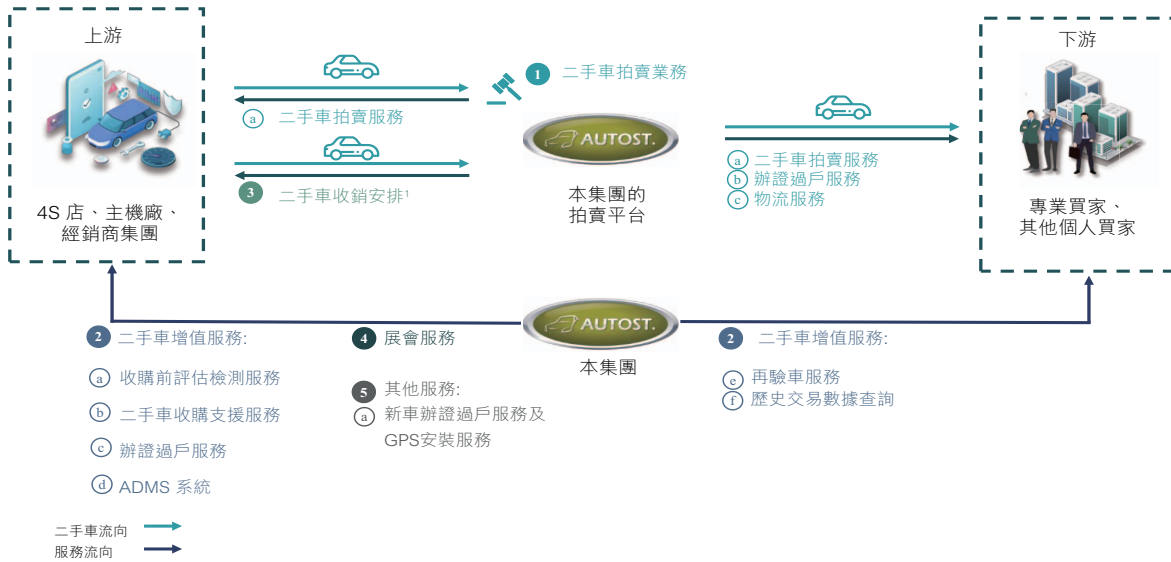 上游
4S 店、主機廠、
經銷商集團
a 二手車拍賣服務
3 二手車收銷安排¹
1 二手車拍賣業務
AUTOST.
本集團的
拍賣平台
a 二手車拍賣服務
b 辦證過戶服務
c 物流服務
下游
專業買家、
其他個人買家
AUTOST.
本集團
2 二手車增值服務:
a 收購前評估檢測服務
b 二手車收購支援服務
c 辦證過戶服務
d ADMS 系統
4 展會服務
5 其他服務:
a 新車辦證過戶服務及
GPS安裝服務
2 二手車增值服務:
e 再驗車服務
f 歷史交易數據查詢
二手車流向
服務流向